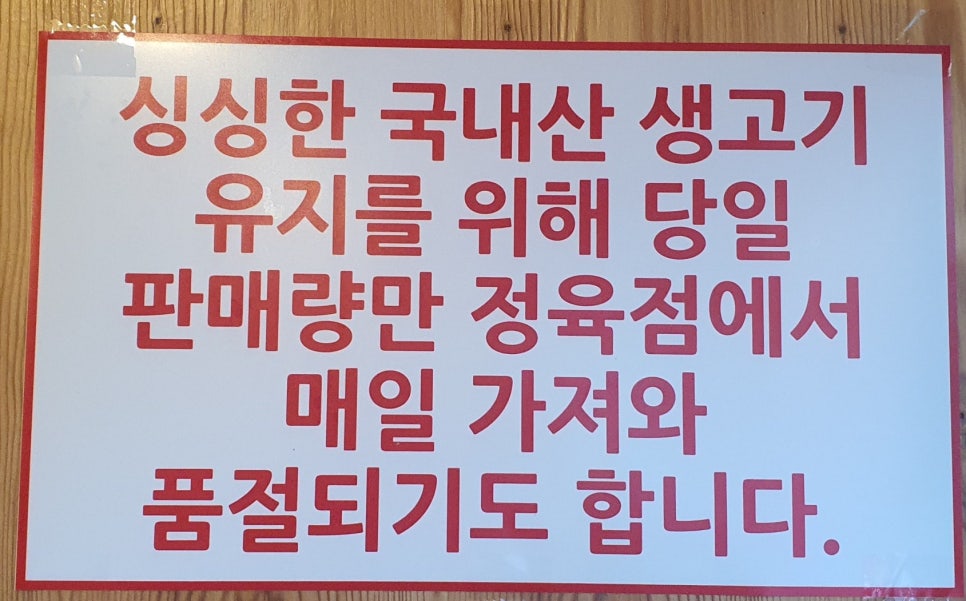 싱싱한 국내산 생고기
유지를 위해 당일
판매량만 정육점에서
매일 가져와
품절되기도 합니다.